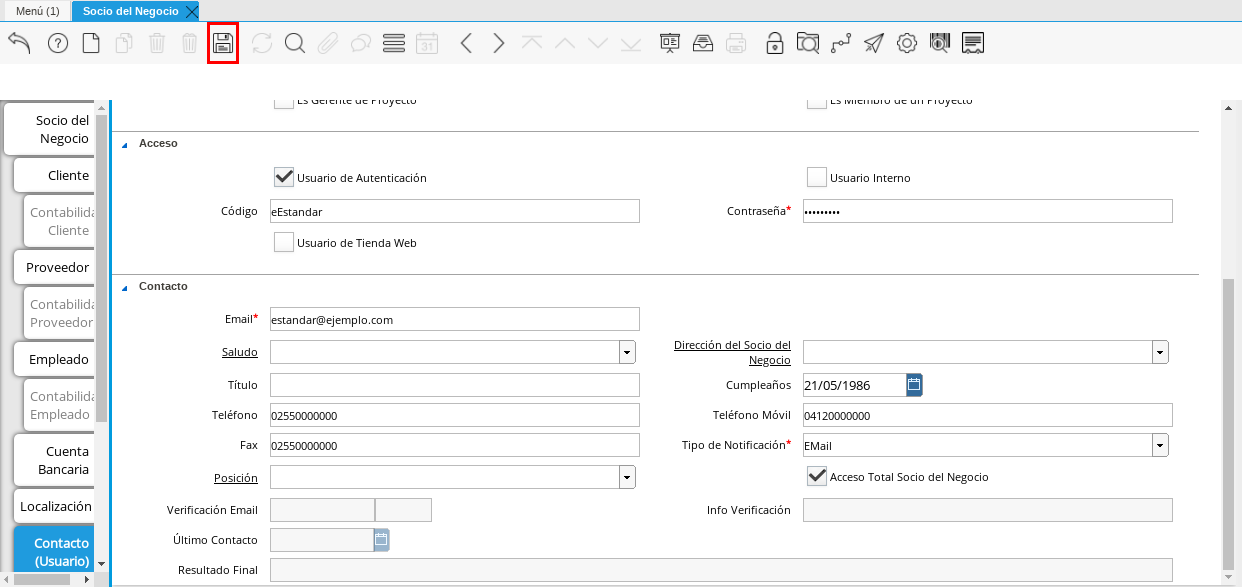 Menú (1)
Socio del Negocio
?
31
Socio del
Negocio
Cliente
Contabilida
Cliente
Proveedor
Contabilida
Proveedor
Empleado
Contabilida
Empleado
Cuenta
Bancaria
Localización
Contacto
(Usuario)
Es Gerente de Proyecto
Es Miembro de un Proyecto
Acceso
Usuario de Autenticación
Usuario Interno
Código
eEstandar
Contraseña*
•••••••••
Usuario de Tienda Web
Contacto
Email*
estandar@ejemplo.com
Saludo
Dirección del Socio del
Negocio
Título
Cumpleaños
21/05/1986
Teléfono
02550000000
Teléfono Móvil
04120000000
Fax
02550000000
Tipo de Notificación*
EMail
Posición
Acceso Total Socio del Negocio
Verificación Email
Info Verificación
Último Contacto
Resultado Final